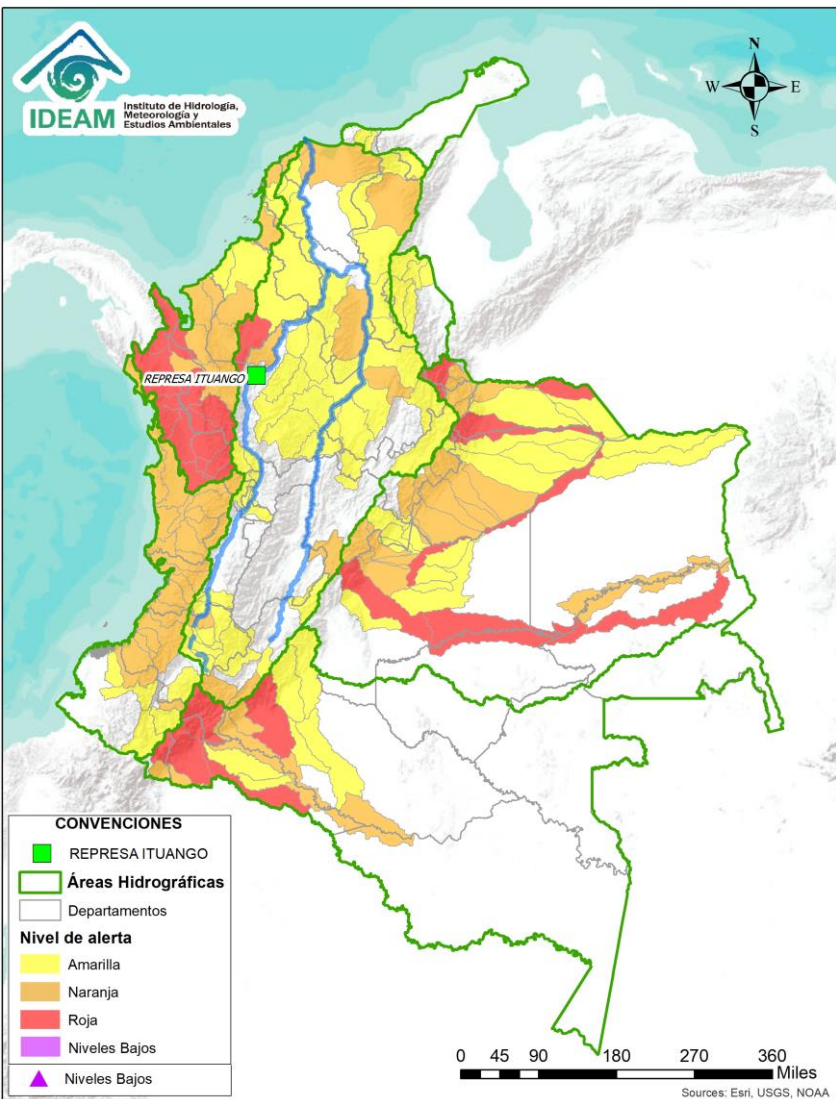 IDEAM
Instituto de Hidrología,
Meteorología y
Estudios Ambientales
N
W
E
S
REPRESA ITUANGO
CONVENCIONES
REPRESA ITUANGO
Áreas Hidrográficas
Departamentos
Nivel de alerta
Amarilla
Naranja
Roja
Niveles Bajos
Niveles Bajos
0 45 90 180 270 360
Miles
Sources: Esri, USGS, NOAA